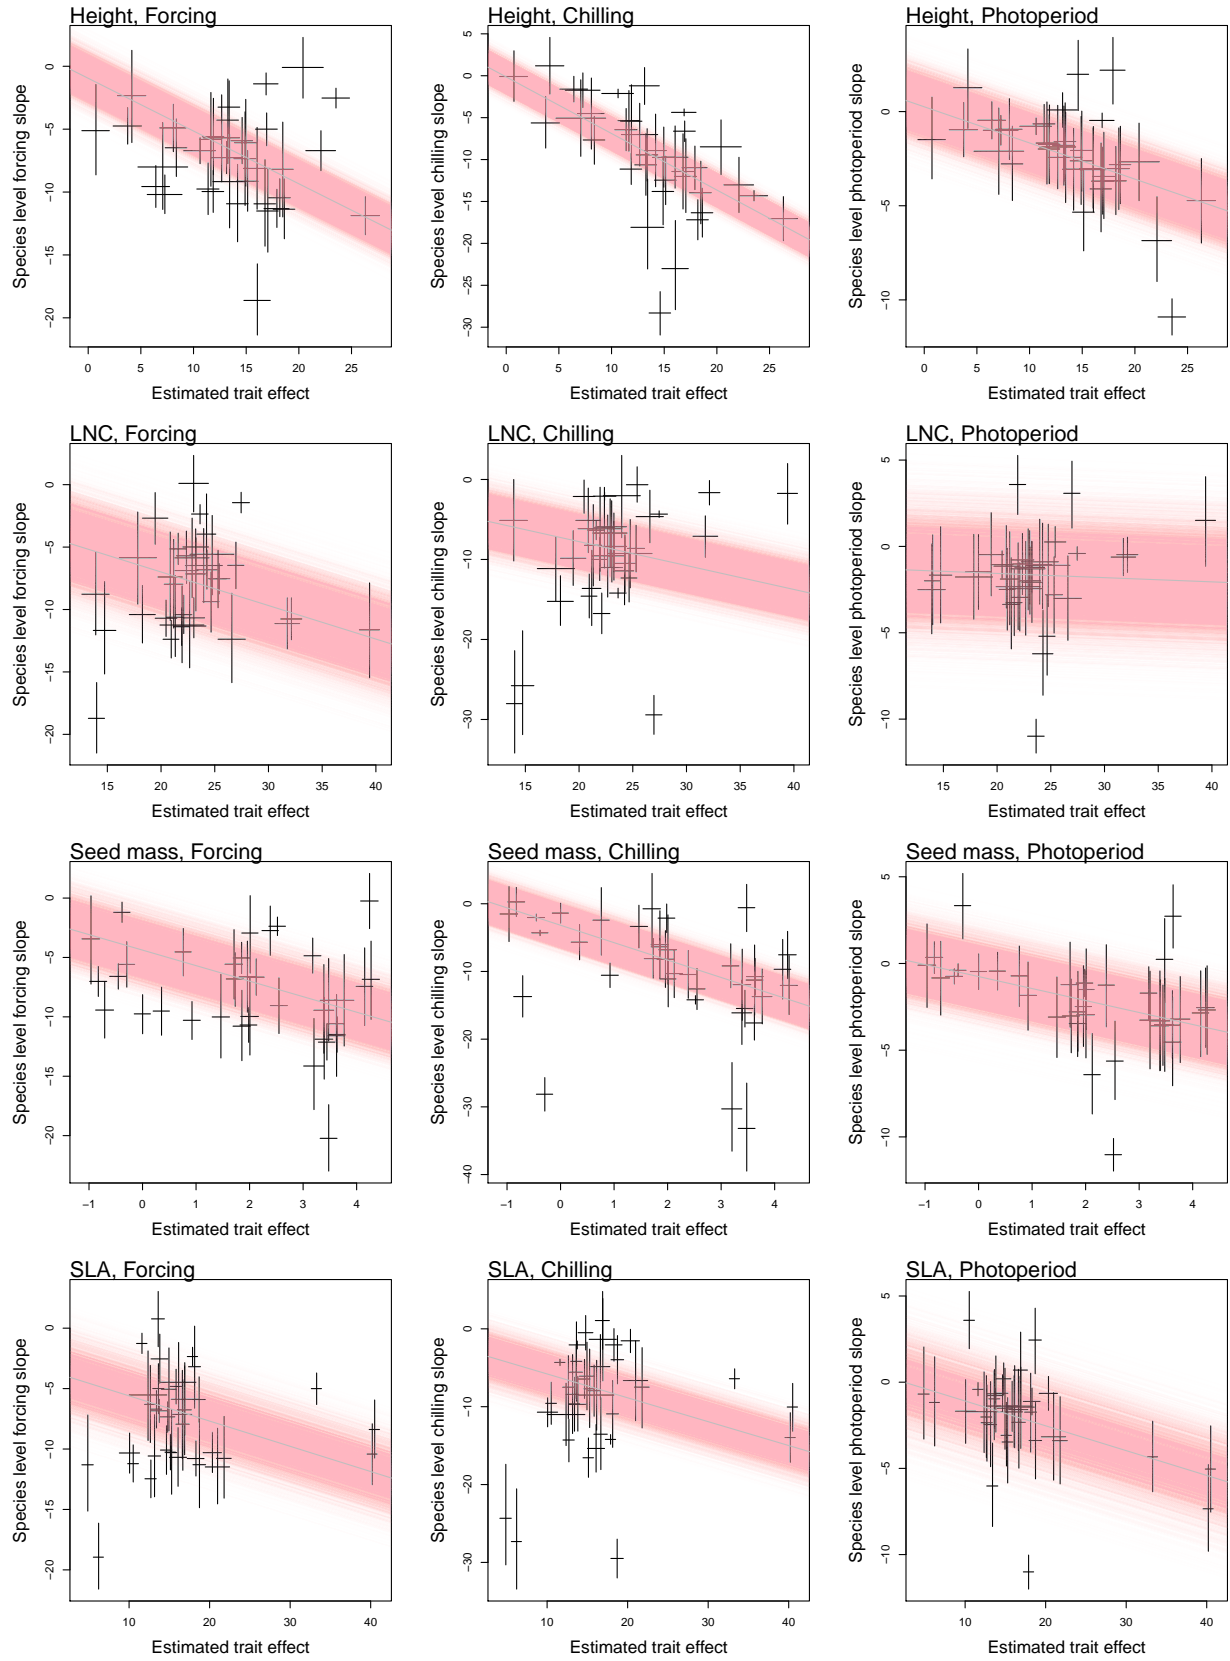 Height, Forcing
Height, Chilling
Height, Photoperiod
Species level forcing slope
0
−5
−10
−15
−20
0 5 10 15 20 25
Estimated trait effect
Species level chilling slope
5
0
−5
−10
−15
−20
−25
−30
0 5 10 15 20 25
Estimated trait effect
Species level photoperiod slope
0
−5
−10
0 5 10 15 20 25
Estimated trait effect
LNC, Forcing
LNC, Chilling
LNC, Photoperiod
Species level forcing slope
0
−5
−10
−15
−20
15 20 25 30 35 40
Estimated trait effect
Species level chilling slope
0
−10
−20
−30
15 20 25 30 35 40
Estimated trait effect
Species level photoperiod slope
5
0
−5
−10
15 20 25 30 35 40
Estimated trait effect
Seed mass, Forcing
Seed mass, Chilling
Seed mass, Photoperiod
Species level forcing slope
0
−5
−10
−15
−20
−1 0 1 2 3 4
Estimated trait effect
Species level chilling slope
0
−10
−20
−30
−40
−1 0 1 2 3 4
Estimated trait effect
Species level photoperiod slope
5
0
−5
−10
−1 0 1 2 3 4
Estimated trait effect
SLA, Forcing
SLA, Chilling
SLA, Photoperiod
Species level forcing slope
0
−5
−10
−15
−20
10 20 30 40
Estimated trait effect
Species level chilling slope
0
−10
−20
−30
10 20 30 40
Estimated trait effect
Species level photoperiod slope
5
0
−5
−10
10 20 30 40
Estimated trait effect